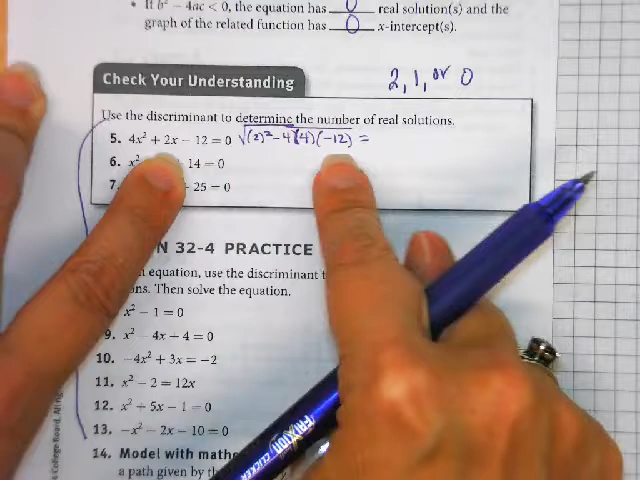 • If b² − 4ac < 0, the equation has 0 real solution(s) and the
graph of the related function has 0 x-intercept(s).
Check Your Understanding
2, 1, or 0
Use the discriminant to determine the number of real solutions.
5. 4x² + 2x − 12 = 0 √(2)² − 4(4)(−12) =
6. x² 14 = 0
7. 25 = 0
N 32-4 PRACTICE
equation, use the discriminant
Then solve the equation.
x² − 1 = 0
9. x² − 4x + 4 = 0
10. −4x² + 3x = −2
11. x² − 2 = 12x
12. x² + 5x − 1 = 0
13. −x² − 2x − 10 = 0
14. Model with
a path given by
College Board. All
FRIXION CLICKER